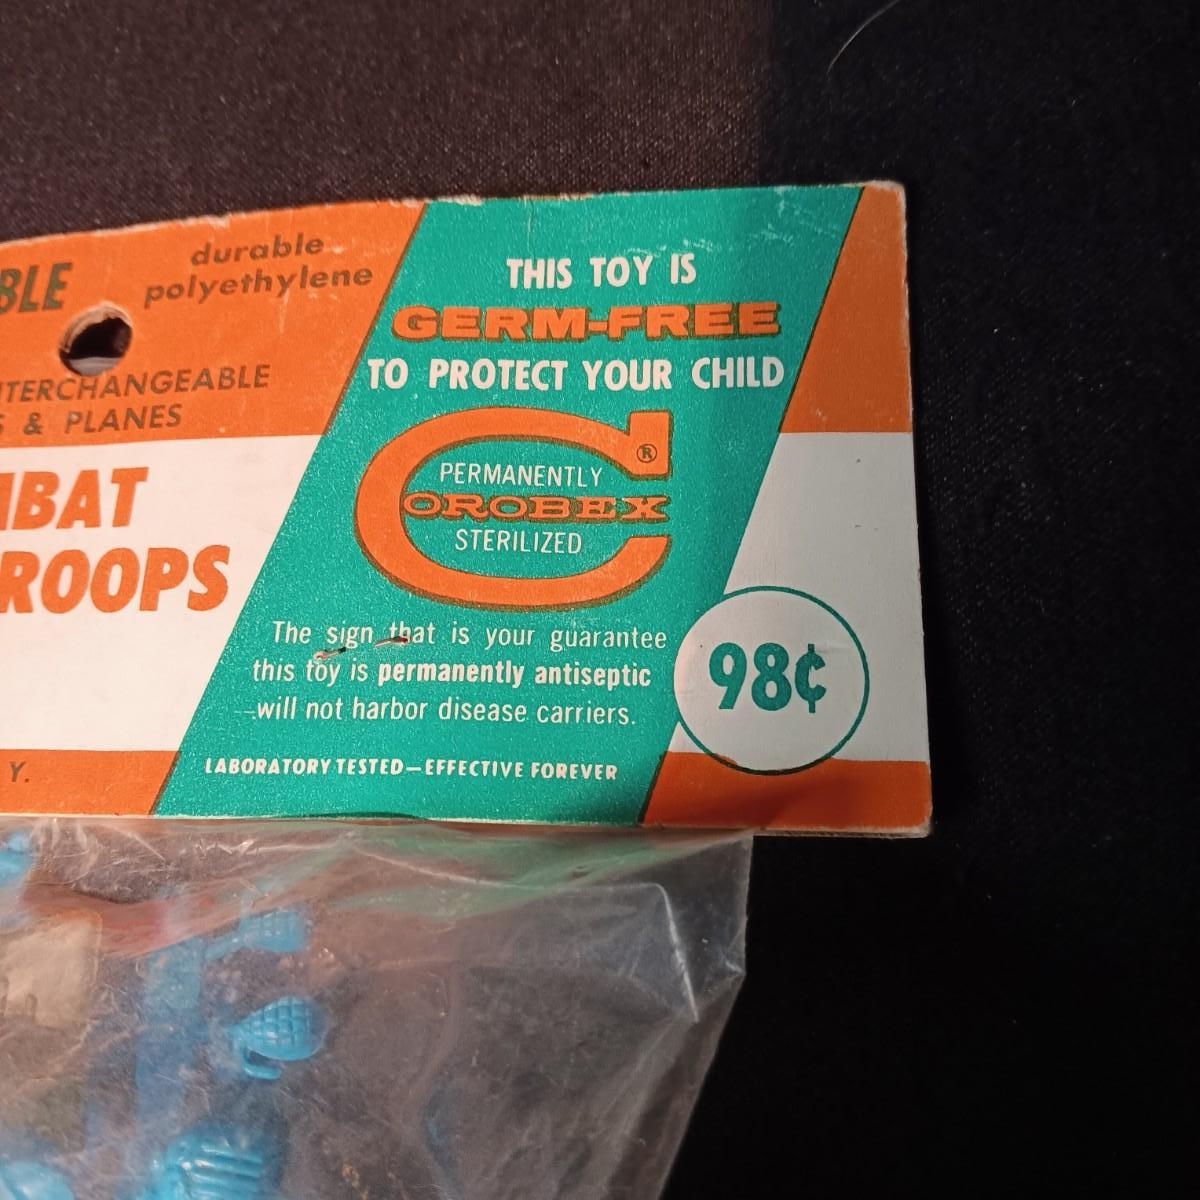 BLE
durable
polyethylene
NTERCHANGEABLE
S & PLANES
MBAT
ROOPS
Y.
THIS TOY IS
GERM-FREE
TO PROTECT YOUR CHILD
PERMANENTLY
COROBEX ®
STERILIZED
The sign that is your guarantee
this toy is permanently antiseptic
—will not harbor disease carriers.
LABORATORY TESTED—EFFECTIVE FOREVER
98¢